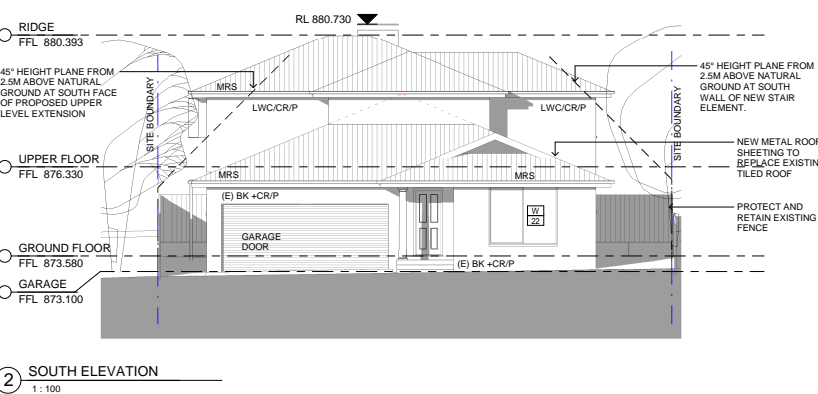 RL 880.730
RIDGE
FFL 880.393
45° HEIGHT PLANE FROM
2.5M ABOVE NATURAL
GROUND AT SOUTH FACE
OF PROPOSED UPPER
LEVEL EXTENSION
SITE BOUNDARY
MRS
LWC/CR/P
LWC/CR/P
SITE BOUNDARY
45° HEIGHT PLANE FROM
2.5M ABOVE NATURAL
GROUND AT SOUTH
WALL OF NEW STAIR
ELEMENT.
NEW METAL ROOF
SHEETING TO
REPLACE EXISTIN
TILED ROOF
UPPER FLOOR
FFL 876.330
MRS
MRS
(E) BK +CR/P
W
22
PROTECT AND
RETAIN EXISTING
FENCE
GARAGE
DOOR
GROUND FLOOR
FFL 873.580
(E) BK +CR/P
GARAGE
FFL 873.100
2
SOUTH ELEVATION
1 : 100